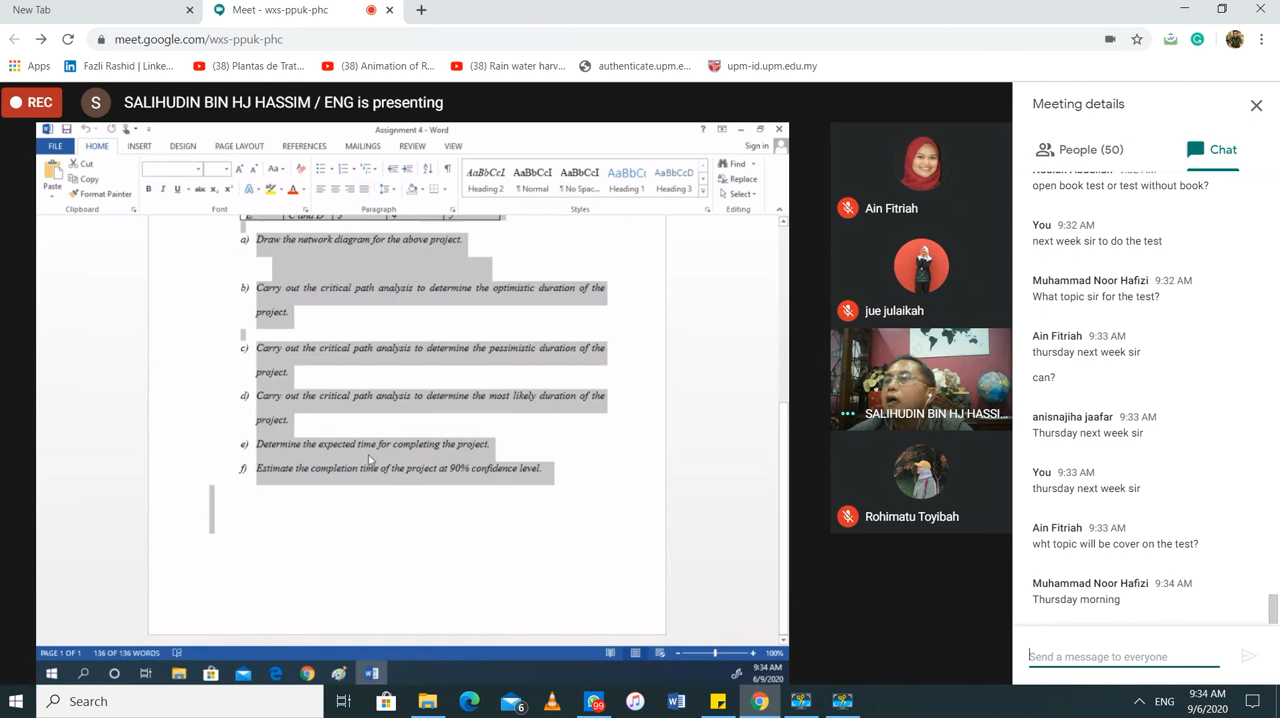 New Tab
Meet - wxs-ppuk-phc
meet.google.com/wxs-ppuk-phc
Apps
Fazli Rashid | Linke...
(38) Plantas de Trat...
(38) Animation of R...
(38) Rain water harv...
authenticate.upm.e...
upm-id.upm.edu.my
REC
S
SALIHUDIN BIN HJ HASSIM / ENG is presenting
Assignment 4 - Word
FILE
HOME
INSERT
DESIGN
PAGE LAYOUT
REFERENCES
MAILINGS
REVIEW
VIEW
Sign in
Paste
Cut
Copy
Format Painter
Clipboard
Font
Paragraph
AaBbCcI
Heading 2
AaBbCcI
¶ Normal
AaBbCcI
¶ No Spacing
AaBbC
Heading 1
AaBbCcD
Heading 3
Styles
Find
Replace
Select
Editing
E C and D 3 4 5
a) Draw the network diagram for the above project.
b) Carry out the critical path analysis to determine the optimistic duration of the
project.
c) Carry out the critical path analysis to determine the pessimistic duration of the
project.
d) Carry out the critical path analysis to determine the most likely duration of the
project.
e) Determine the expected time for completing the project.
f) Estimate the completion time of the project at 90% confidence level.
PAGE 1 OF 1
136 OF 136 WORDS
100%
9:34 AM
6/9/2020
Ain Fitriah
jue julaikah
SALIHUDIN BIN HJ HASSI...
Rohimatu Toyibah
Meeting details
People (50)
Chat
open book test or test without book?
You 9:32 AM
next week sir to do the test
Muhammad Noor Hafizi 9:32 AM
What topic sir for the test?
Ain Fitriah 9:33 AM
thursday next week sir
can?
anisnajiha jaafar 9:33 AM
Thursday next week sir
You 9:33 AM
thursday next week sir
Ain Fitriah 9:33 AM
wht topic will be cover on the test?
Muhammad Noor Hafizi 9:34 AM
Thursday morning
Send a message to everyone
Search
6
99
ENG
9:34 AM
9/6/2020